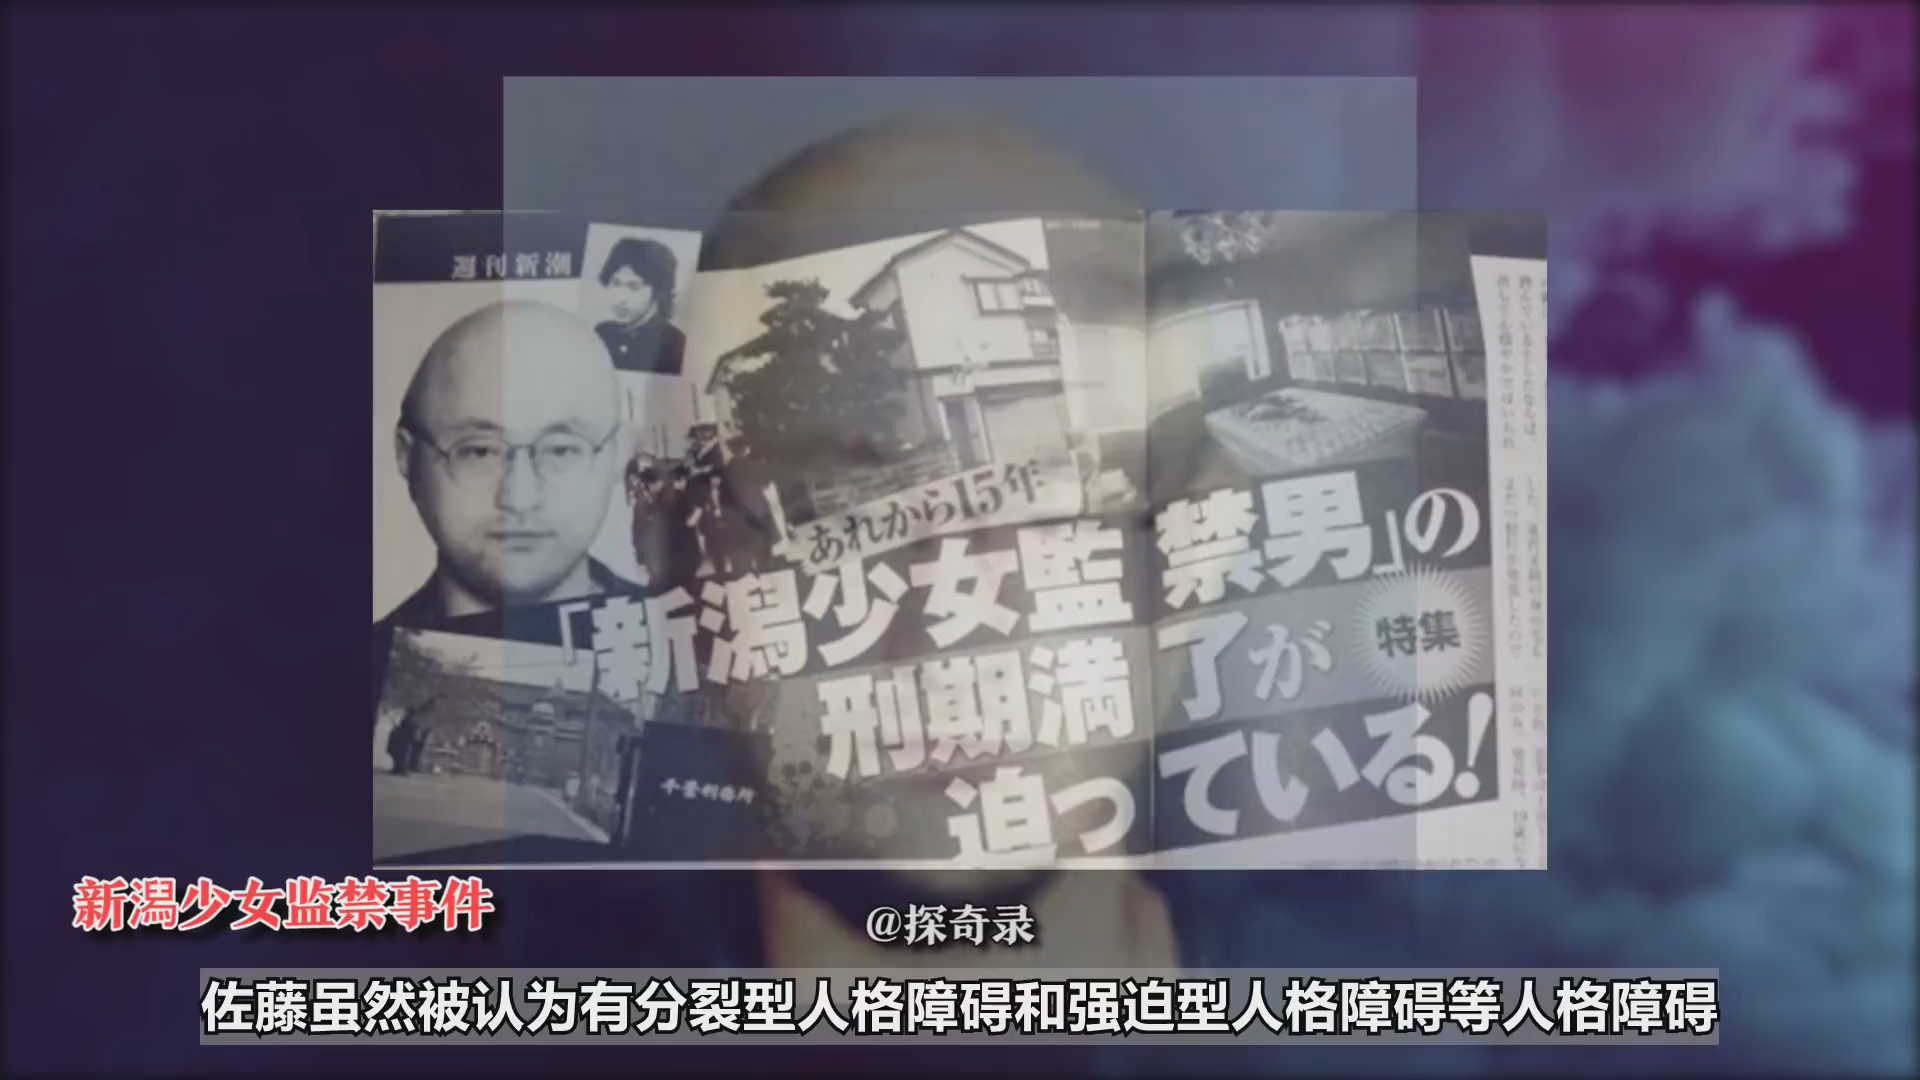 週刊新潮
あれから15年
「新潟少女監禁男」の
刑期満了が
特集
迫っている!
千葉刑務所
新潟少女监禁事件
@探奇录
佐藤虽然被认为有分裂型人格障碍和强迫型人格障碍等人格障碍